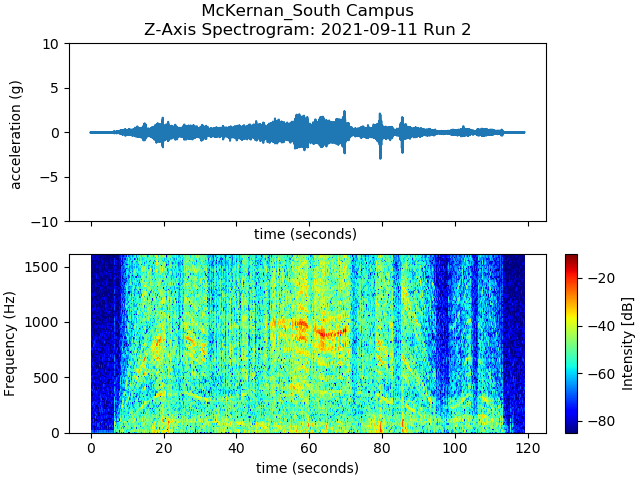 McKernan_South Campus
Z-Axis Spectrogram: 2021-09-11 Run 2
10
5
0
−5
−10
acceleration (g)
time (seconds)
1500
1000
500
0
Frequency (Hz)
0
20
40
60
80
100
120
time (seconds)
−20
−40
−60
−80
Intensity [dB]